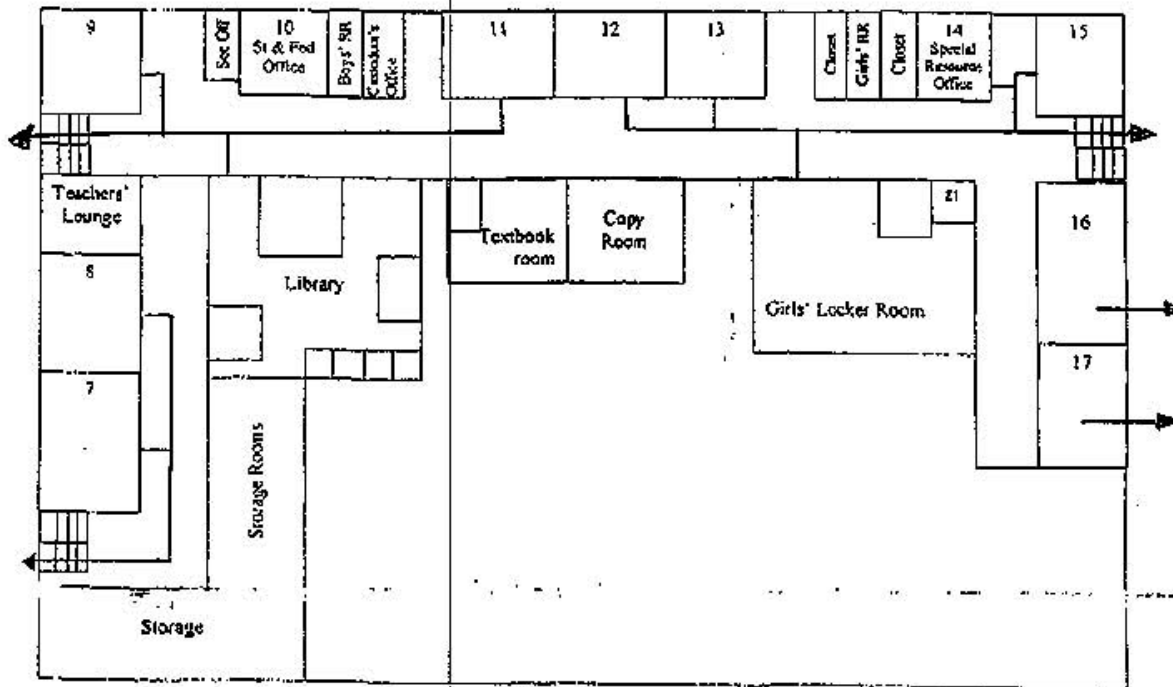 9
Sec Off
10
St & Fed
Office
Boys' RR
Custodian's
Office
11
12
13
Closet
Girls' RR
Closet
14
Special
Resource
Office
15
Teachers'
Lounge
8
7
Library
Storage Rooms
Storage
Textbook
room
Copy
Room
Girls' Locker Room
21
16
17